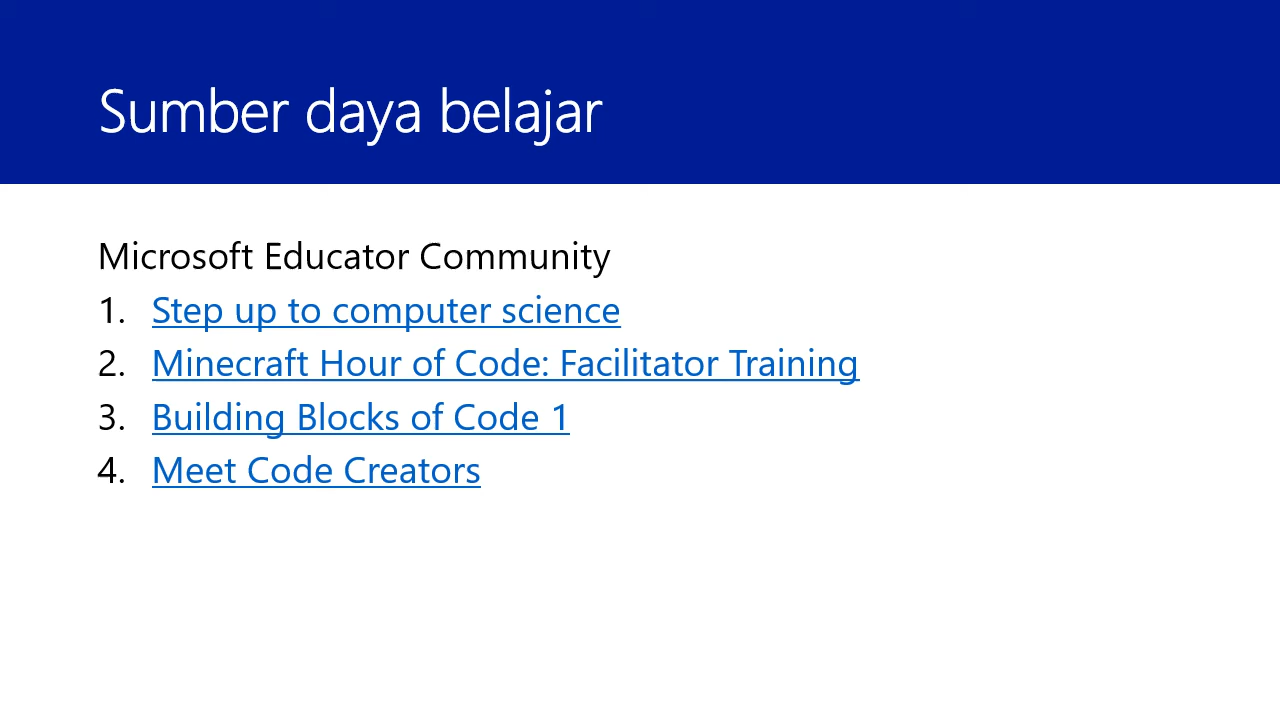 Sumber daya belajar
Microsoft Educator Community
1. Step up to computer science
2. Minecraft Hour of Code: Facilitator Training
3. Building Blocks of Code 1
4. Meet Code Creators